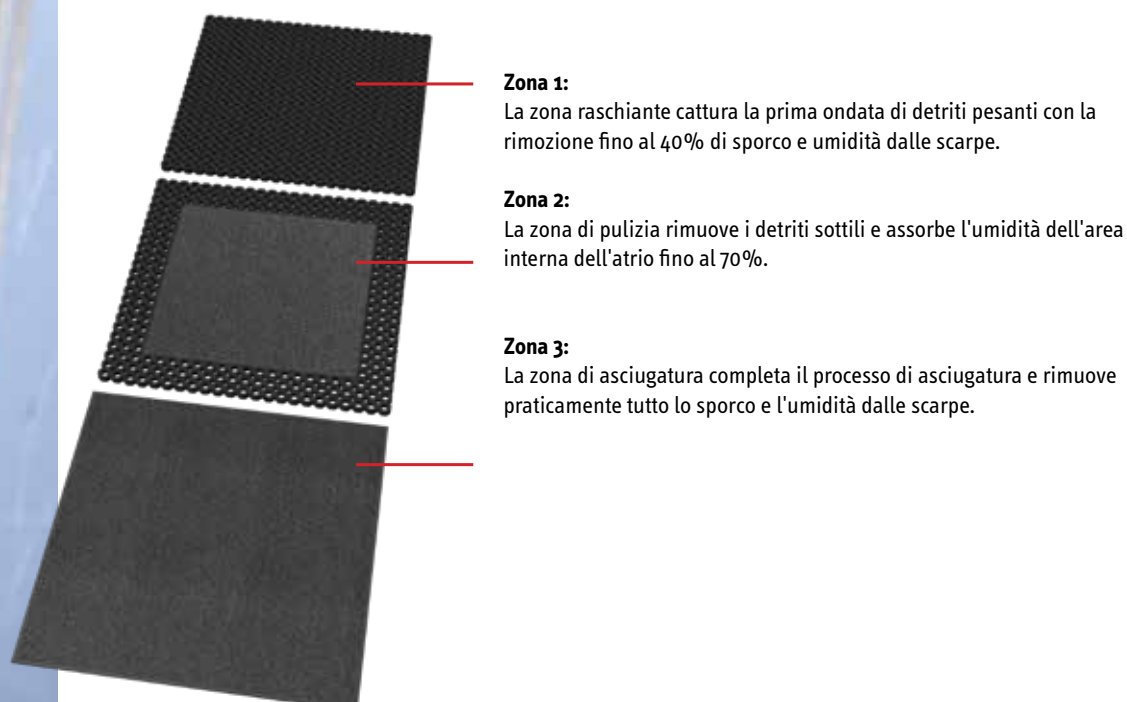 Zona 1:
La zona raschiante cattura la prima ondata di detriti pesanti con la
rimozione fino al 40% di sporco e umidità dalle scarpe.
Zona 2:
La zona di pulizia rimuove i detriti sottili e assorbe l'umidità dell'area
interna dell'atrio fino al 70%.
Zona 3:
La zona di asciugatura completa il processo di asciugatura e rimuove
praticamente tutto lo sporco e l'umidità dalle scarpe.